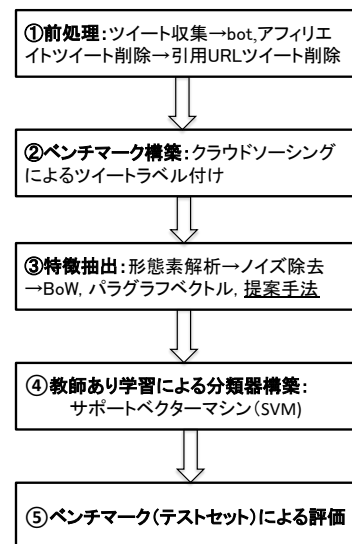 ①前処理:ツイート収集→bot,アフィリエ
イトツイート削除→引用URLツイート削除
②ベンチマーク構築:クラウドソーシング
によるツイートラベル付け
③特徴抽出:形態素解析→ノイズ除去
→BoW, パラグラフベクトル, 提案手法
④教師あり学習による分類器構築:
サポートベクターマシン(SVM)
⑤ベンチマーク(テストセット)による評価